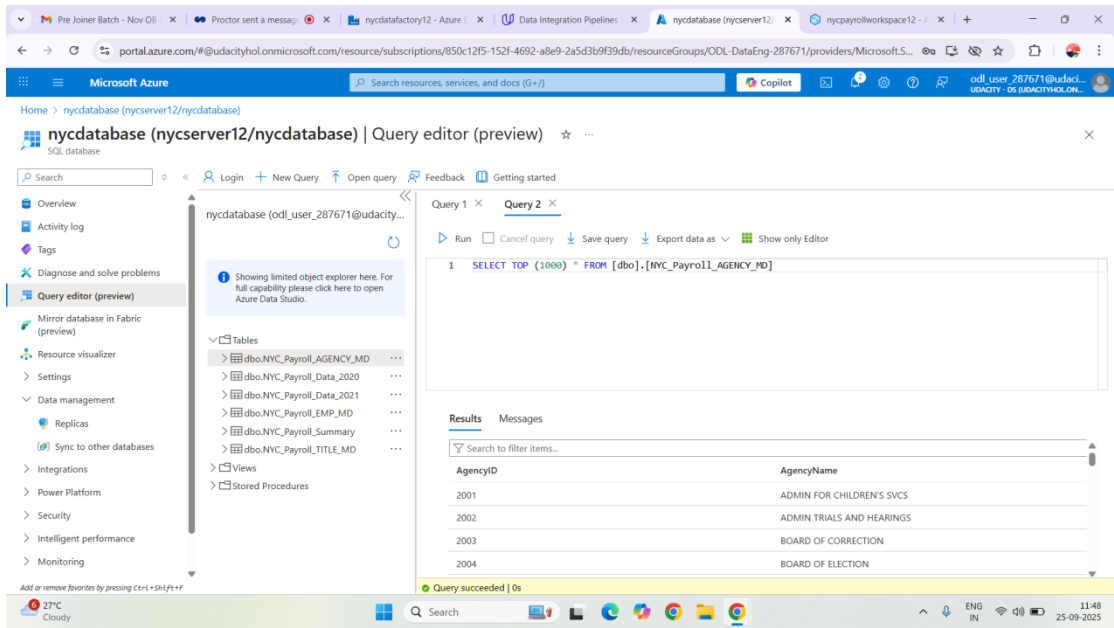 Pre Joiner Batch - Nov OB
Proctor sent a messag
nycdatafactory12 - Azure D
Data Integration Pipelines
nycdatabase (nycserver12/
nycpayrollworkspace12 - A
portal.azure.com/#@udacityhol.onmicrosoft.com/resource/subscriptions/850c12f5-152f-4692-a8e9-2a5d3b9f39db/resourceGroups/ODL-DataEng-287671/providers/Microsoft.S...
Microsoft Azure
Search resources, services, and docs (G+/)
Copilot
2
odl_user_287671@udaci...
UDACITY - DS (UDACITYHOL.ON...
Home > nycdatabase (nycserver12/nycdatabase)
nycdatabase (nycserver12/nycdatabase) | Query editor (preview)
SQL database
Search
Login
New Query
Open query
Feedback
Getting started
Overview
Activity log
Tags
Diagnose and solve problems
Query editor (preview)
Mirror database in Fabric
(preview)
Resource visualizer
Settings
Data management
Replicas
Sync to other databases
Integrations
Power Platform
Security
Intelligent performance
Monitoring
Add or remove favorites by pressing Ctrl+Shift+F
nycdatabase (odl_user_287671@udacity...
Showing limited object explorer here. For
full capability please click here to open
Azure Data Studio.
Tables
dbo.NYC_Payroll_AGENCY_MD
dbo.NYC_Payroll_Data_2020
dbo.NYC_Payroll_Data_2021
dbo.NYC_Payroll_EMP_MD
dbo.NYC_Payroll_Summary
dbo.NYC_Payroll_TITLE_MD
Views
Stored Procedures
Query 1
Query 2
Run
Cancel query
Save query
Export data as
Show only Editor
1 SELECT TOP (1000) * FROM [dbo].[NYC_Payroll_AGENCY_MD]
Results Messages
Search to filter items...
AgencyID AgencyName
2001 ADMIN FOR CHILDREN'S SVCS
2002 ADMIN TRIALS AND HEARINGS
2003 BOARD OF CORRECTION
2004 BOARD OF ELECTION
Query succeeded | 0s
6
27°C
Cloudy
Search
ENG
IN
11:48
25-09-2025